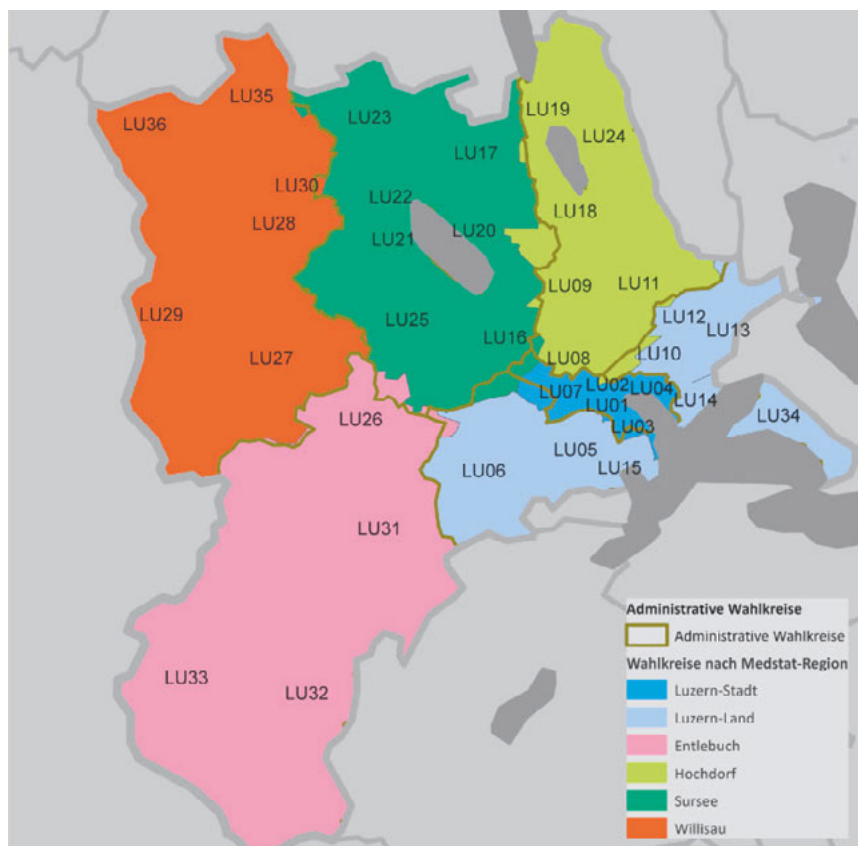 LU35
LU36
LU23
LU19
LU24
LU17
LU30
LU22
LU28
LU18
LU20
LU21
LU09
LU11
LU29
LU12
LU25
LU13
LU16
LU27
LU08
LU10
LU02
LU07
LU04
LU14
LU01
LU26
LU34
LU03
LU05
LU06
LU15
LU31
LU33
LU32
Administrative Wahlkreise
Administrative Wahlkreise
Wahlkreise nach Medstat-Region
Luzern-Stadt
Luzern-Land
Entlebuch
Hochdorf
Sursee
Willisau